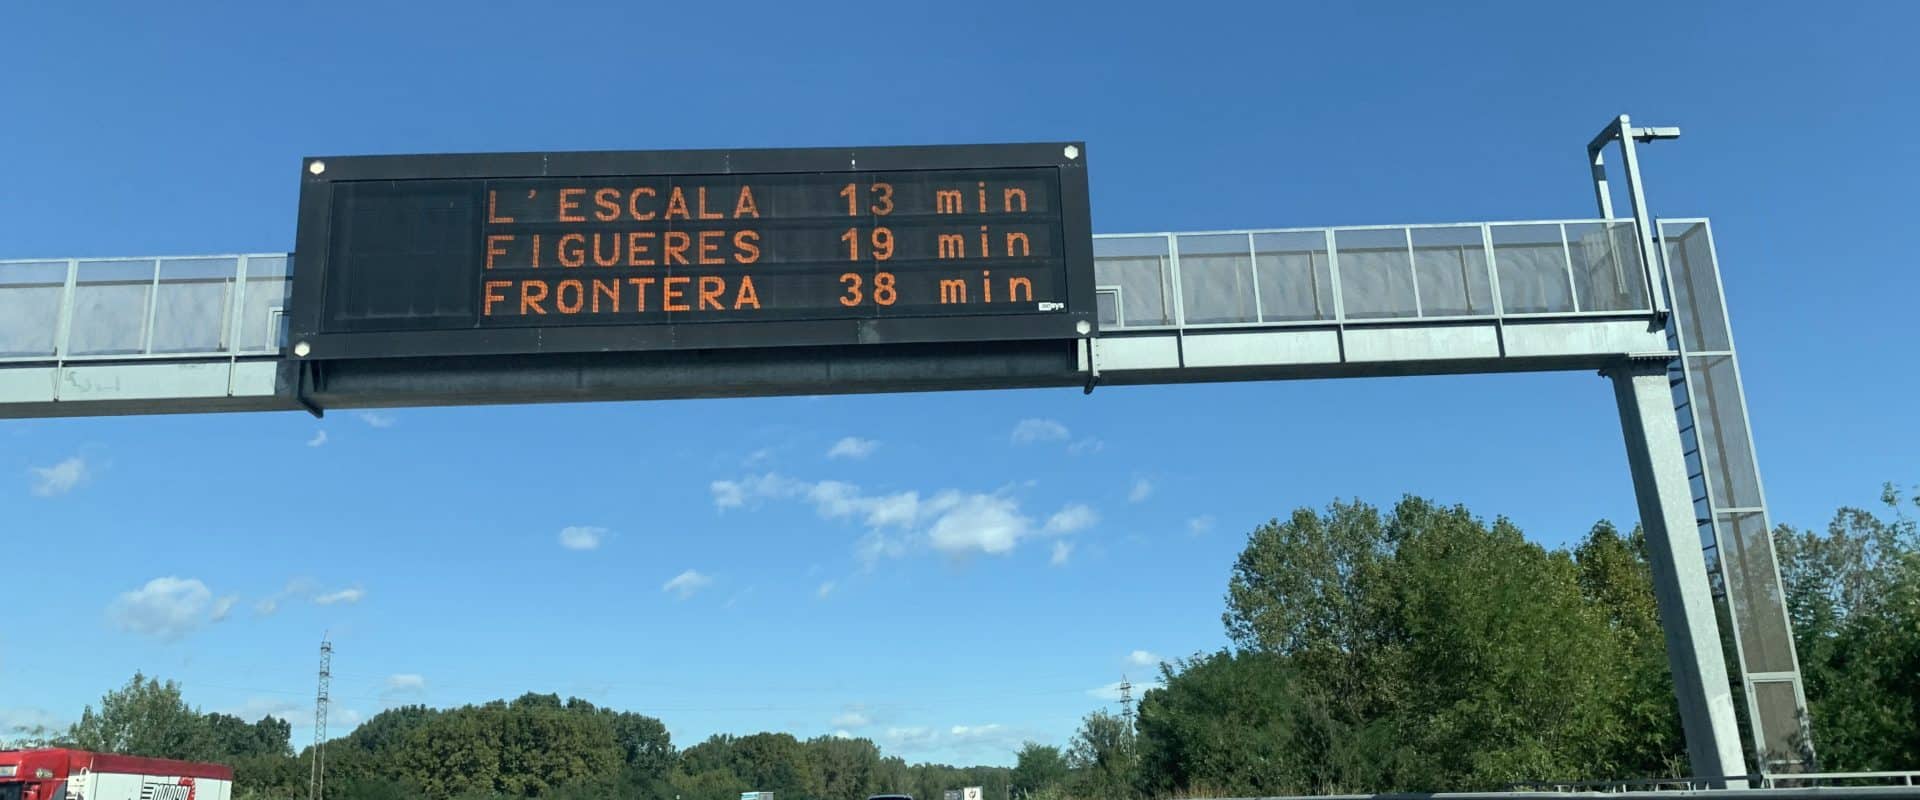 L'ESCALA 13 min
FIGUERES 19 min
FRONTERA 38 min